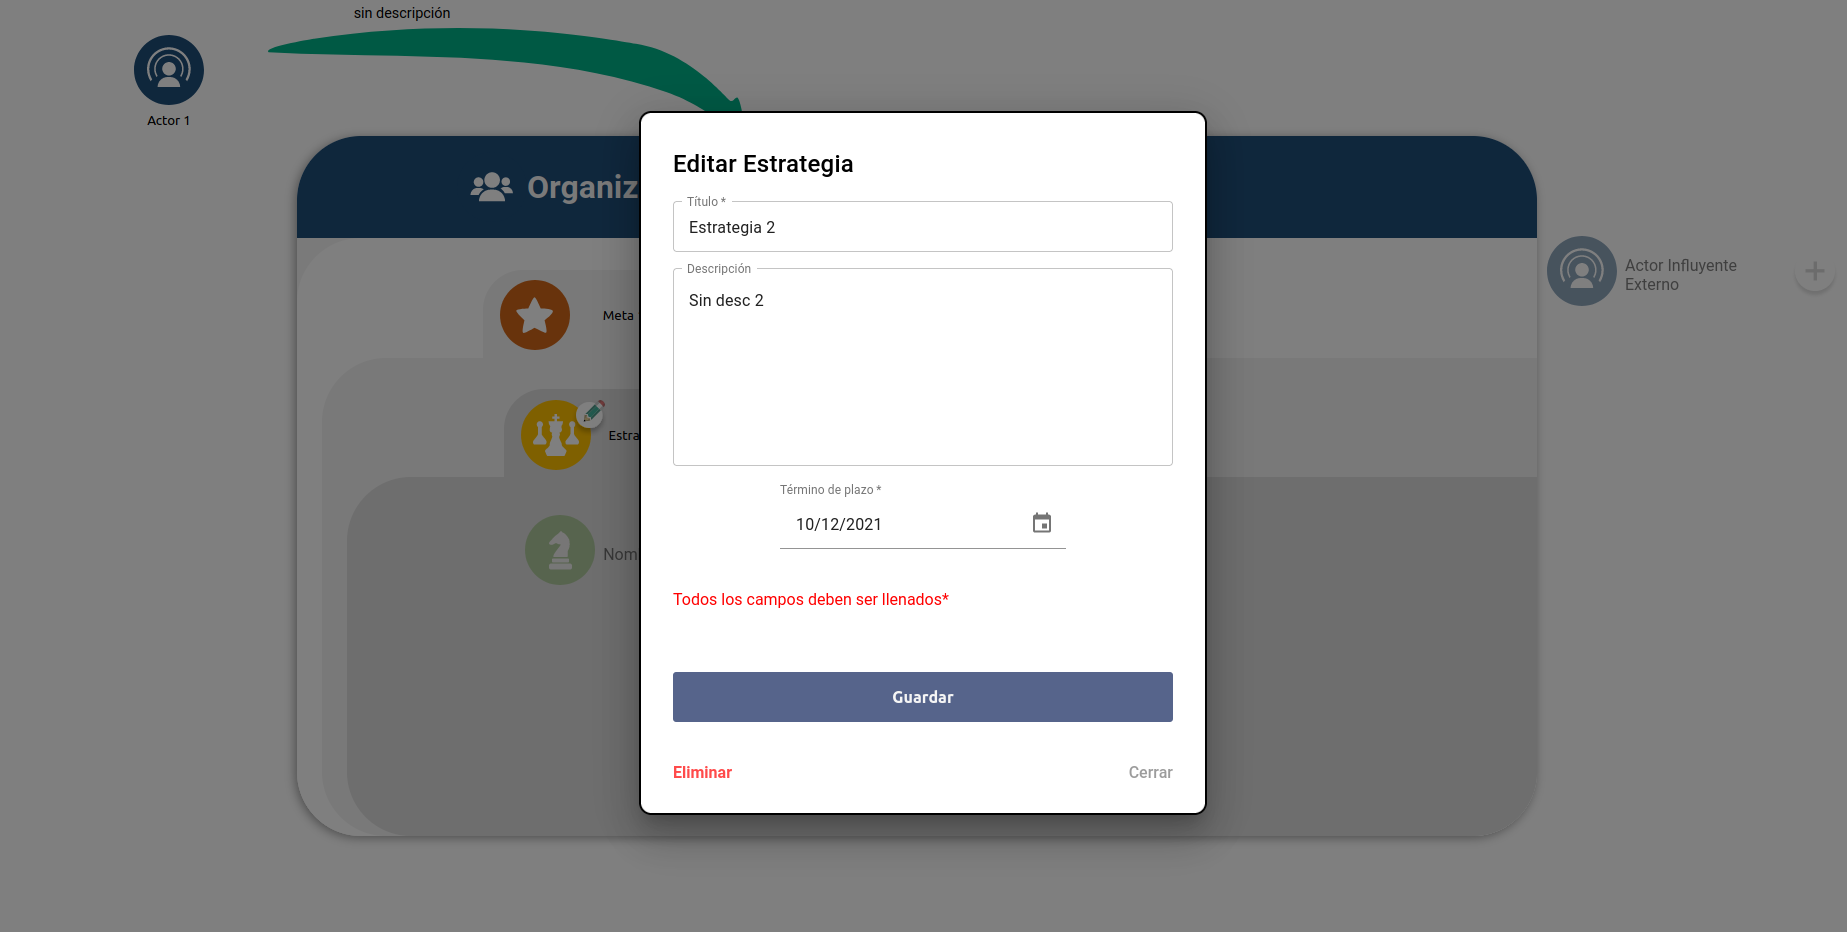 sin descripción
Actor 1
Organiz
Actor Influyente
Externo
Meta
Estra
Nom
Editar Estrategia
Título *
Estrategia 2
Descripción
Sin desc 2
Término de plazo *
10/12/2021
Todos los campos deben ser llenados*
Guardar
Eliminar
Cerrar